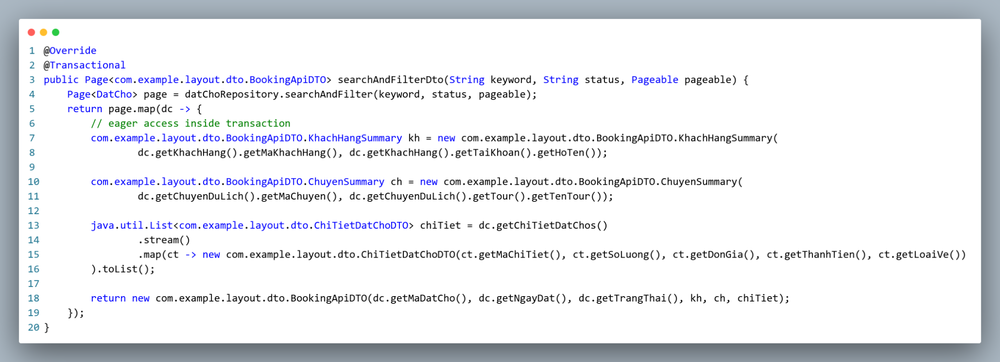 1 @Override
2 @Transactional
3 public Page<com.example.layout.dto.BookingApiDTO> searchAndFilterDto(String keyword, String status, Pageable pageable) {
4     Page<DatCho> page = datChoRepository.searchAndFilter(keyword, status, pageable);
5     return page.map(dc -> {
6         // eager access inside transaction
7         com.example.layout.dto.BookingApiDTO.KhachHangSummary kh = new com.example.layout.dto.BookingApiDTO.KhachHangSummary(
8                 dc.getKhachHang().getMaKhachHang(), dc.getKhachHang().getTaiKhoan().getHoTen());
9
10         com.example.layout.dto.BookingApiDTO.ChuyenSummary ch = new com.example.layout.dto.BookingApiDTO.ChuyenSummary(
11                 dc.getChuyenDuLich().getMaChuyen(), dc.getChuyenDuLich().getTour().getTenTour());
12
13         java.util.List<com.example.layout.dto.ChiTietDatChoDTO> chiTiet = dc.getChiTietDatChos()
14                 .stream()
15                 .map(ct -> new com.example.layout.dto.ChiTietDatChoDTO(ct.getMaChiTiet(), ct.getSoLuong(), ct.getDonGia(), ct.getThanhTien(), ct.getLoaiVe())
16         ).toList();
17
18         return new com.example.layout.dto.BookingApiDTO(dc.getMaDatCho(), dc.getNgayDat(), dc.getTrangThai(), kh, ch, chiTiet);
19     });
20 }